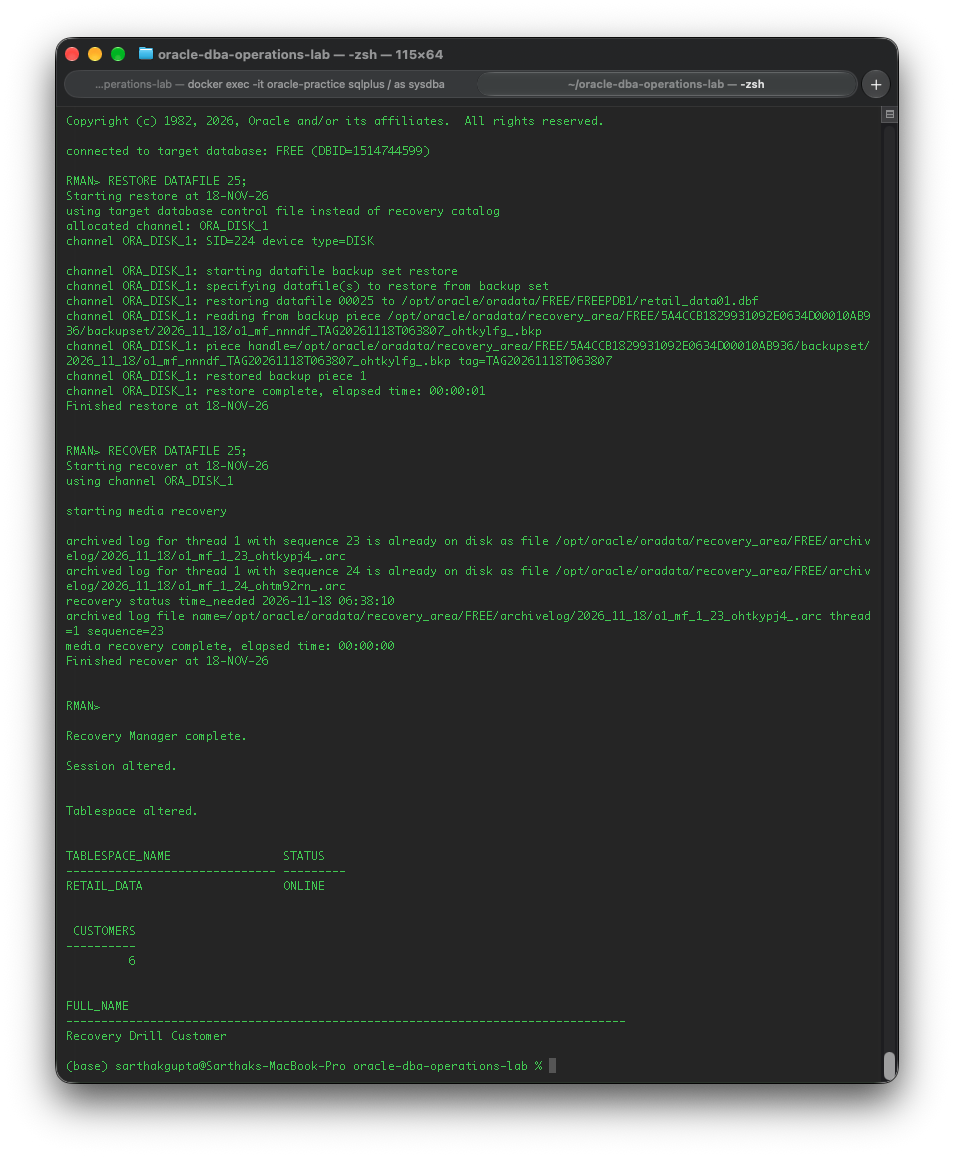 oracle-dba-operations-lab — -zsh — 115×64
...perations-lab — docker exec -it oracle-practice sqlplus / as sysdba
~/oracle-dba-operations-lab — -zsh
+
Copyright (c) 1982, 2026, Oracle and/or its affiliates.  All rights reserved.
connected to target database: FREE (DBID=1514744599)
RMAN> RESTORE DATAFILE 25;
Starting restore at 18-NOV-26
using target database control file instead of recovery catalog
allocated channel: ORA_DISK_1
channel ORA_DISK_1: SID=224 device type=DISK
channel ORA_DISK_1: starting datafile backup set restore
channel ORA_DISK_1: specifying datafile(s) to restore from backup set
channel ORA_DISK_1: restoring datafile 00025 to /opt/oracle/oradata/FREE/FREEPDB1/retail_data01.dbf
channel ORA_DISK_1: reading from backup piece /opt/oracle/oradata/recovery_area/FREE/5A4CCB1829931092E0634D00010AB9
36/backupset/2026_11_18/o1_mf_nnndf_TAG20261118T063807_ohtkylfg_.bkp
channel ORA_DISK_1: piece handle=/opt/oracle/oradata/recovery_area/FREE/5A4CCB1829931092E0634D00010AB936/backupset/
2026_11_18/o1_mf_nnndf_TAG20261118T063807_ohtkylfg_.bkp tag=TAG20261118T063807
channel ORA_DISK_1: restored backup piece 1
channel ORA_DISK_1: restore complete, elapsed time: 00:00:01
Finished restore at 18-NOV-26
RMAN> RECOVER DATAFILE 25;
Starting recover at 18-NOV-26
using channel ORA_DISK_1
starting media recovery
archived log for thread 1 with sequence 23 is already on disk as file /opt/oracle/oradata/recovery_area/FREE/archiv
elog/2026_11_18/o1_mf_1_23_ohtkypj4_.arc
archived log for thread 1 with sequence 24 is already on disk as file /opt/oracle/oradata/recovery_area/FREE/archiv
elog/2026_11_18/o1_mf_1_24_ohtm92rn_.arc
recovery status time_needed 2026-11-18 06:38:10
archived log file name=/opt/oracle/oradata/recovery_area/FREE/archivelog/2026_11_18/o1_mf_1_23_ohtkypj4_.arc thread
=1 sequence=23
media recovery complete, elapsed time: 00:00:00
Finished recover at 18-NOV-26
RMAN>
Recovery Manager complete.
Session altered.
Tablespace altered.
TABLESPACE_NAME                STATUS
------------------------------ ---------
RETAIL_DATA                    ONLINE
 CUSTOMERS
----------
         6
FULL_NAME
--------------------------------------------------------------------------------
Recovery Drill Customer
(base) sarthakgupta@Sarthaks-MacBook-Pro oracle-dba-operations-lab %